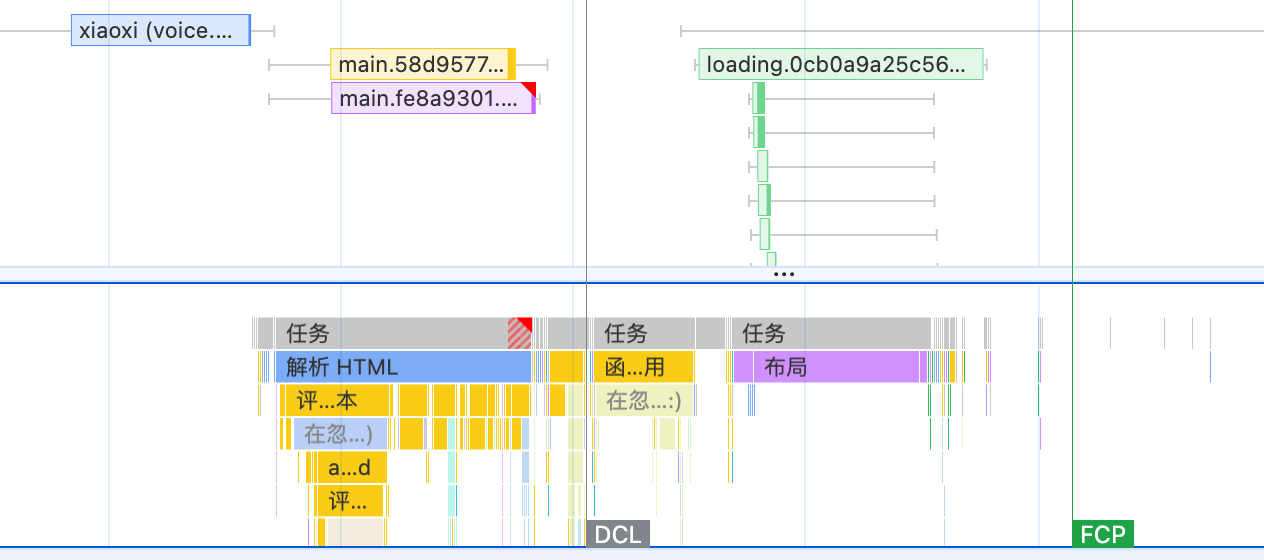 xiaoxi (voice....
main.58d9577...
loading.0cb0a9a25c56...
main.fe8a9301....
...
任务
任务
任务
解析 HTML
函...用
布局
评...本
在忽...:)
在忽...)
a...d
评...
DCL
FCP